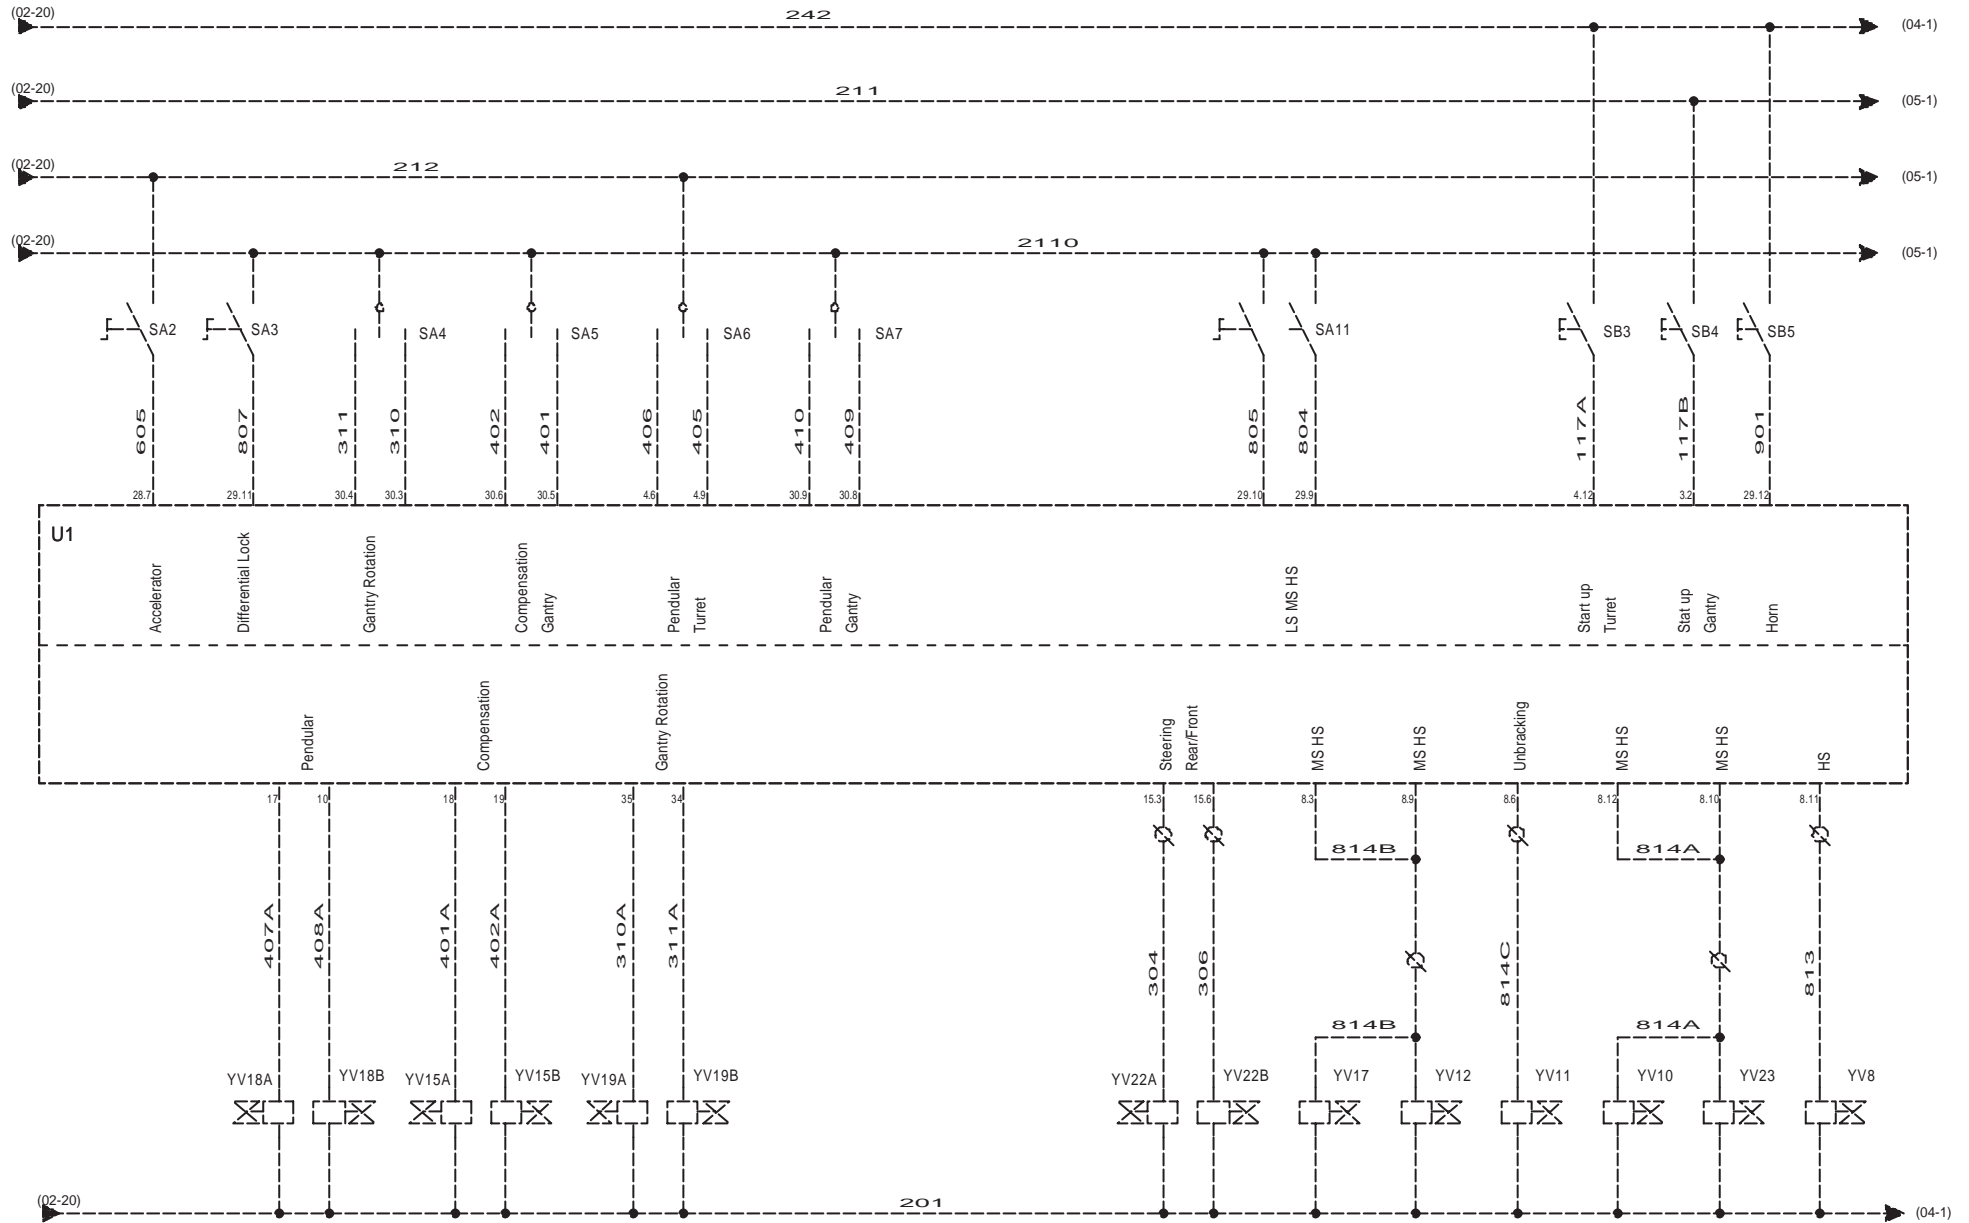 (02-20)
242
(04-1)
(02-20)
211
(05-1)
(02-20)
212
(05-1)
(02-20)
2110
(05-1)
SA2
SA3
SA4
SA5
SA6
SA7
SA11
SB3
SB4
SB5
605
807
311
310
402
401
406
405
410
409
805
804
117A
117B
901
28.7
29.11
30.4
30.3
30.6
30.5
4.6
4.9
30.9
30.8
29.10
29.9
4.12
3.2
29.12
U1
Accelerator
Differential Lock
Gantry Rotation
Compensation
Gantry
Pendular
Turret
Pendular
Gantry
LS MS HS
Start up
Turret
Stat up
Gantry
Horn
Pendular
Compensation
Gantry Rotation
Steering
Rear/Front
MS HS
MS HS
Unbracking
MS HS
MS HS
HS
17
10
18
19
35
34
15.3
15.6
8.3
8.9
8.6
8.12
8.10
8.11
814B
814A
407A
408A
401A
402A
310A
311A
304
306
814C
813
814B
814A
YV18A
YV18B
YV15A
YV15B
YV19A
YV19B
YV22A
YV22B
YV17
YV12
YV11
YV10
YV23
YV8
(02-20)
201
(04-1)